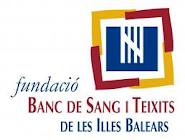 fundació
BANC DE SANG I TEIXITS
DE LES ILLES BALEARS